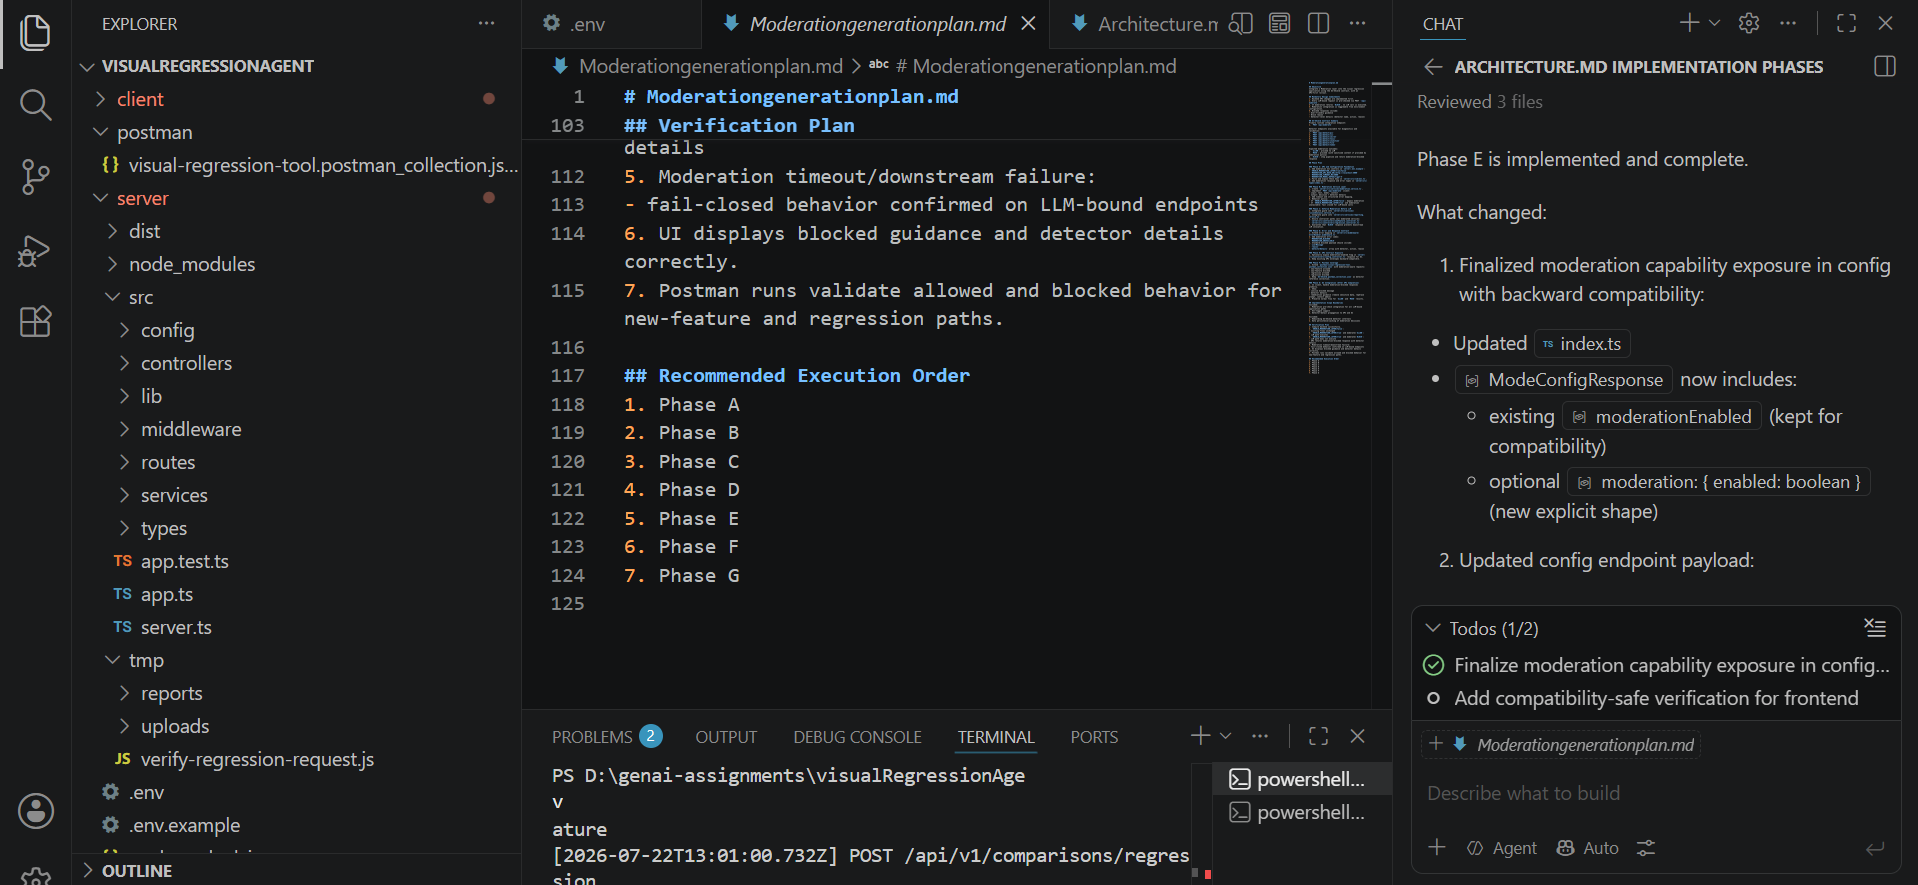 EXPLORER
VISUALREGRESSIONAGENT
client
postman
{} visual-regression-tool.postman_collection.js...
server
dist
node_modules
src
config
controllers
lib
middleware
routes
services
types
TS app.test.ts
TS app.ts
TS server.ts
tmp
reports
uploads
JS verify-regression-request.js
.env
.env.example
OUTLINE
.env
Moderationgenerationplan.md
Architecture.m
Moderationgenerationplan.md > abc # Moderationgenerationplan.md
1 # Moderationgenerationplan.md
103 ## Verification Plan
details
112 5. Moderation timeout/downstream failure:
113 - fail-closed behavior confirmed on LLM-bound endpoints
114 6. UI displays blocked guidance and detector details
correctly.
115 7. Postman runs validate allowed and blocked behavior for
new-feature and regression paths.
116
117 ## Recommended Execution Order
118 1. Phase A
119 2. Phase B
120 3. Phase C
121 4. Phase D
122 5. Phase E
123 6. Phase F
124 7. Phase G
125
PROBLEMS 2 OUTPUT DEBUG CONSOLE TERMINAL PORTS
PS D:\genai-assignments\visualRegressionAge
v
ature
[2026-07-22T13:01:00.732Z] POST /api/v1/comparisons/regres
sion
powershell...
powershell...
CHAT
ARCHITECTURE.MD IMPLEMENTATION PHASES
Reviewed 3 files
Phase E is implemented and complete.
What changed:
1. Finalized moderation capability exposure in config
with backward compatibility:
• Updated TS index.ts
• ModeConfigResponse now includes:
existing moderationEnabled (kept for
compatibility)
optional moderation: { enabled: boolean }
(new explicit shape)
2. Updated config endpoint payload:
Todos (1/2)
Finalize moderation capability exposure in config...
Add compatibility-safe verification for frontend
Moderationgenerationplan.md
Describe what to build
Agent Auto